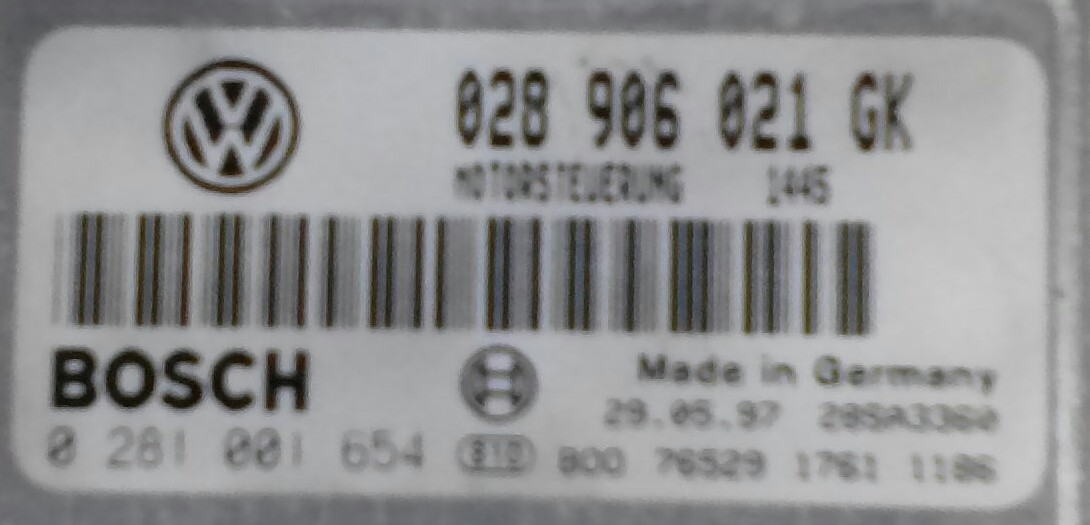 028 906 021 GK
MOTORSTEUERUNG 1445
BOSCH
Made in Germany
29.05.97 28SA3360
0 281 001 654
800 76529 1761 1186